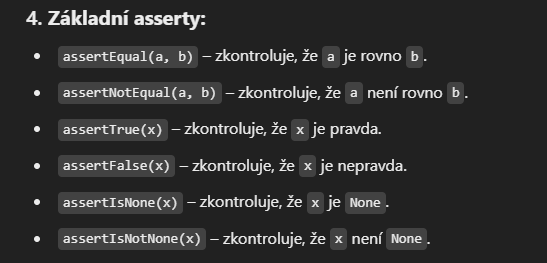 4. Základní asserty:
• assertEqual(a, b) – zkontroluje, že a je rovno b.
• assertNotEqual(a, b) – zkontroluje, že a není rovno b.
• assertTrue(x) – zkontroluje, že x je pravda.
• assertFalse(x) – zkontroluje, že x je nepravda.
• assertIsNone(x) – zkontroluje, že x je None.
• assertIsNotNone(x) – zkontroluje, že x není None.